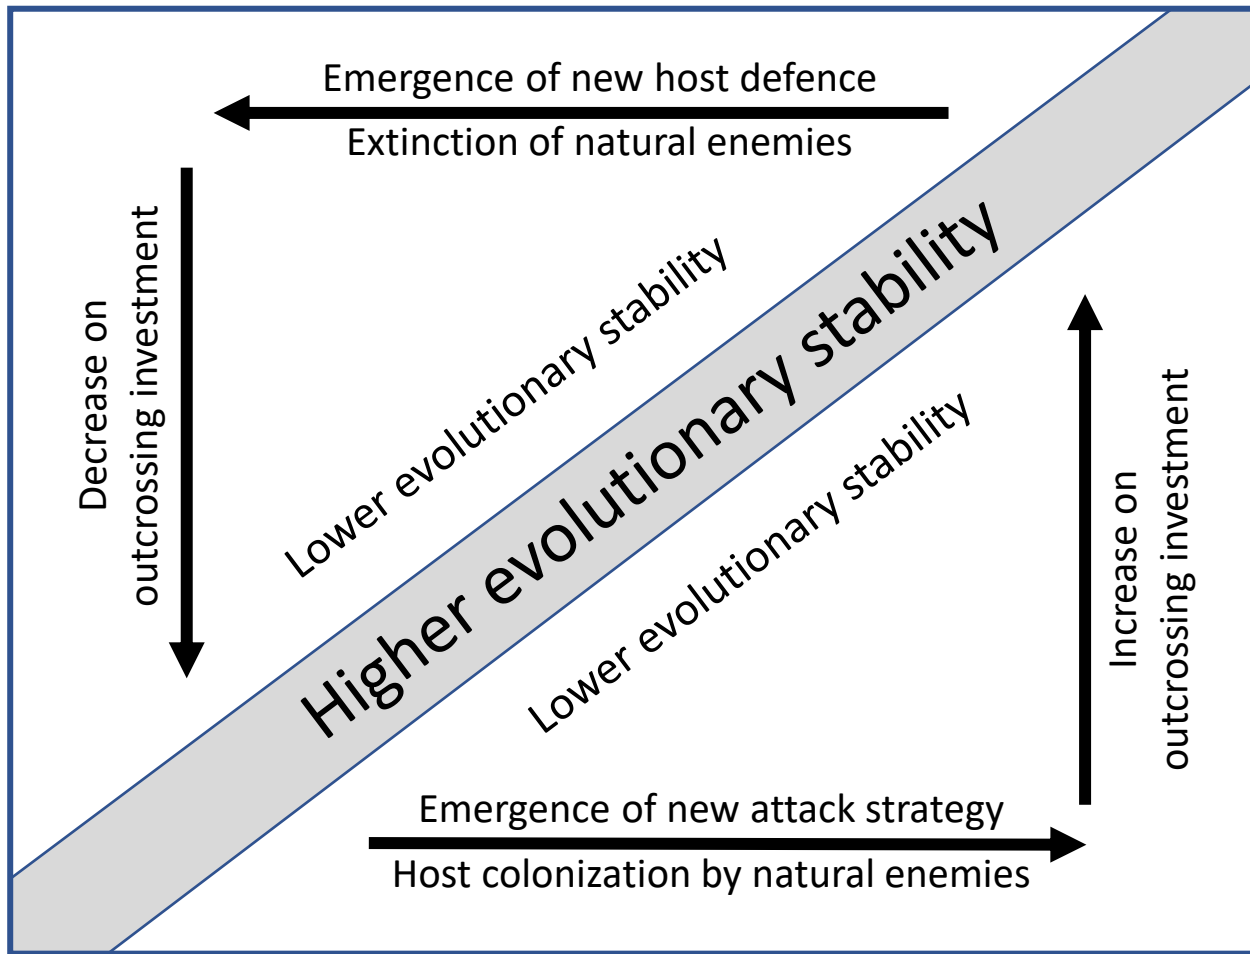 Emergence of new host defence
Extinction of natural enemies
Decrease on
outcrossing investment
Lower evolutionary stability
Higher evolutionary stability
Lower evolutionary stability
Increase on
outcrossing investment
Emergence of new attack strategy
Host colonization by natural enemies